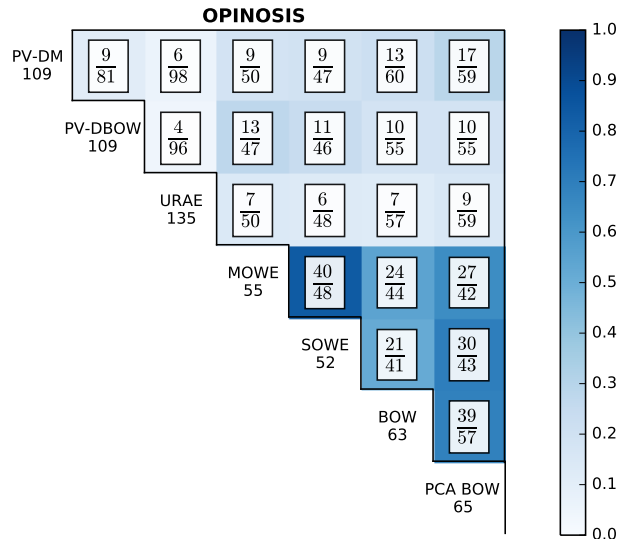 OPINOSIS
PV-DM
109
9/81 6/98 9/50 9/47 13/60 17/59
PV-DBOW
109
4/96 13/47 11/46 10/55 10/55
URAE
135
7/50 6/48 7/57 9/59
MOWE
55
40/48 24/44 27/42
SOWE
52
21/41 30/43
BOW
63
39/57
PCA BOW
65
1.0
0.9
0.8
0.7
0.6
0.5
0.4
0.3
0.2
0.1
0.0